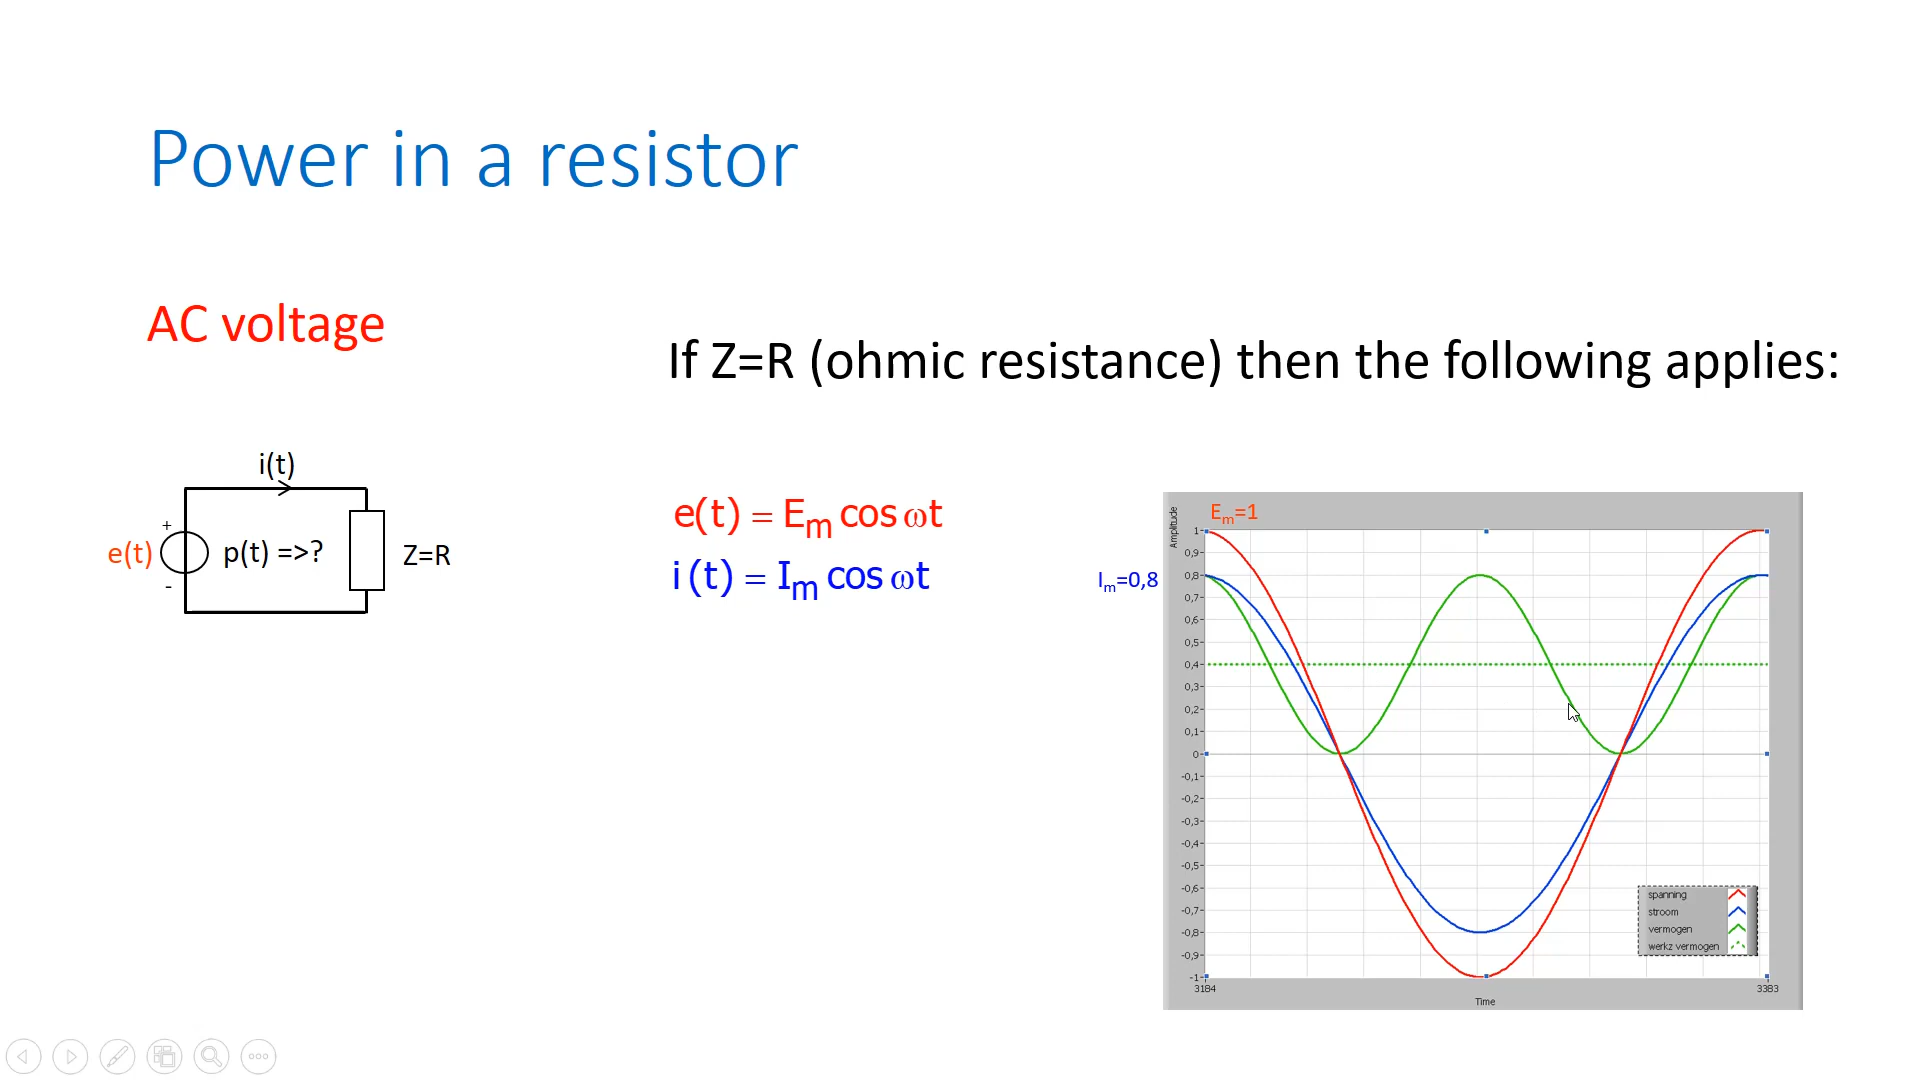 Power in a resistor
AC voltage
If Z=R (ohmic resistance) then the following applies:
i(t)
+
e(t)
p(t) =>?
Z=R
-
e(t) = Em cos ωt
i(t) = Im cos ωt
Em=1
Im=0,8
Amplitude
1
0,9
0,8
0,7
0,6
0,5
0,4
0,3
0,2
0,1
0
-0,1
-0,2
-0,3
-0,4
-0,5
-0,6
-0,7
-0,8
-0,9
-1
3184
3383
Time
spanning
stroom
vermogen
werkz vermogen